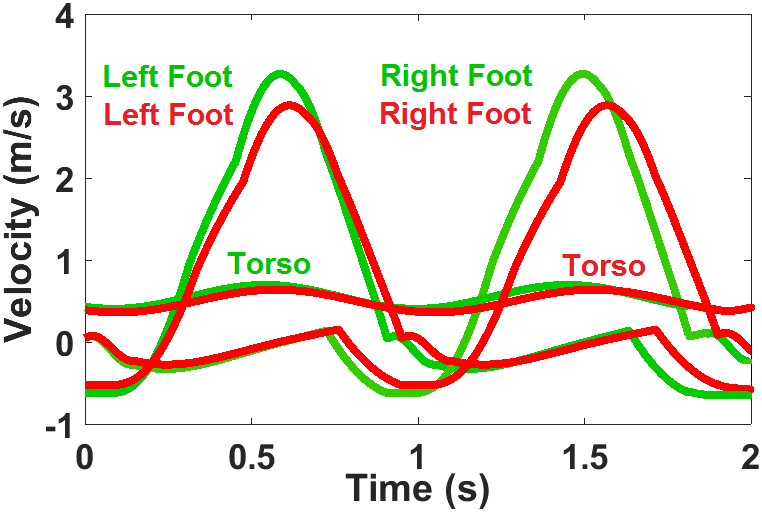 4
Left Foot Right Foot
Left Foot Right Foot
3
2
Torso Torso
1
0
-1
0 0.5 1 1.5 2
Time (s)
Velocity (m/s)